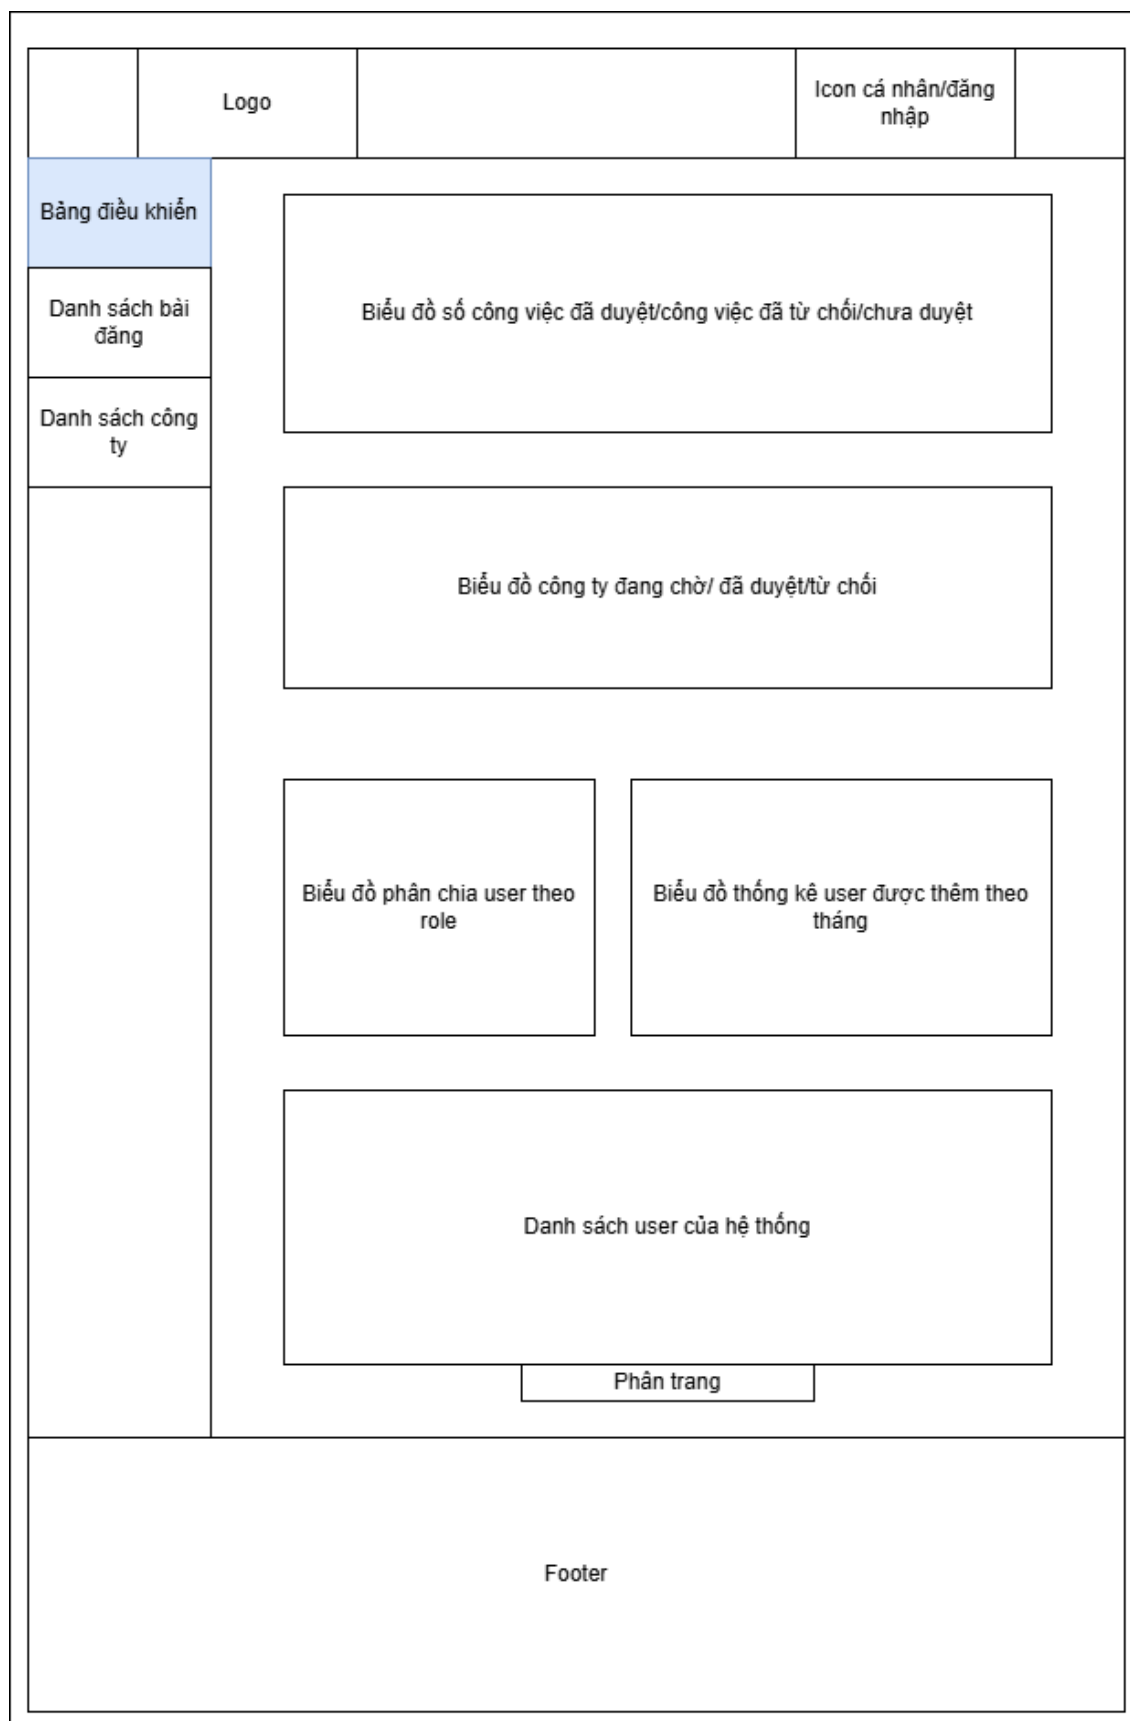 Logo
Icon cá nhân/đăng
nhập
Bảng điều khiển
Danh sách bài
đăng
Danh sách công
ty
Biểu đồ số công việc đã duyệt/công việc đã từ chối/chưa duyệt
Biểu đồ công ty đang chờ/ đã duyệt/từ chối
Biểu đồ phân chia user theo
role
Biểu đồ thống kê user được thêm theo
tháng
Danh sách user của hệ thống
Phân trang
Footer